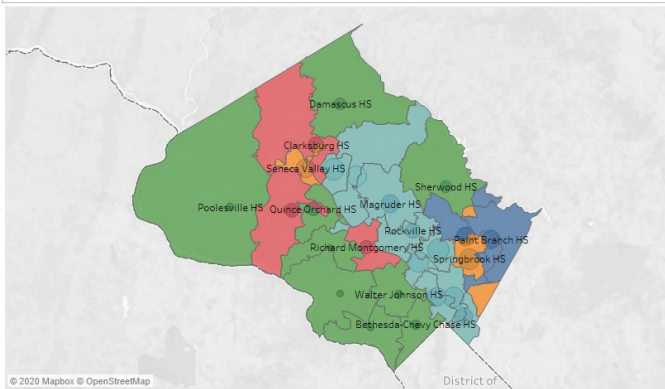 Damascus HS
Clarksburg HS
Seneca Valley HS
Sherwood HS
Poolesville HS
Quince Orchard HS
Magruder HS
Rockville HS
Paint Branch HS
Richard Montgomery HS
Springbrook HS
Walter Johnson HS
Bethesda-Chevy Chase HS
© 2020 Mapbox © OpenStreetMap
District of